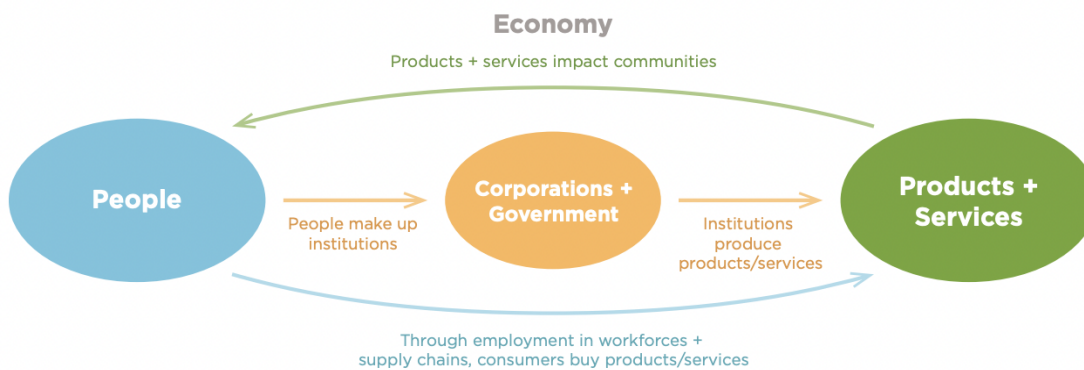 Economy
Products + services impact communities
People
People make up
institutions
Corporations +
Government
Institutions
produce
products/services
Products +
Services
Through employment in workforces +
supply chains, consumers buy products/services